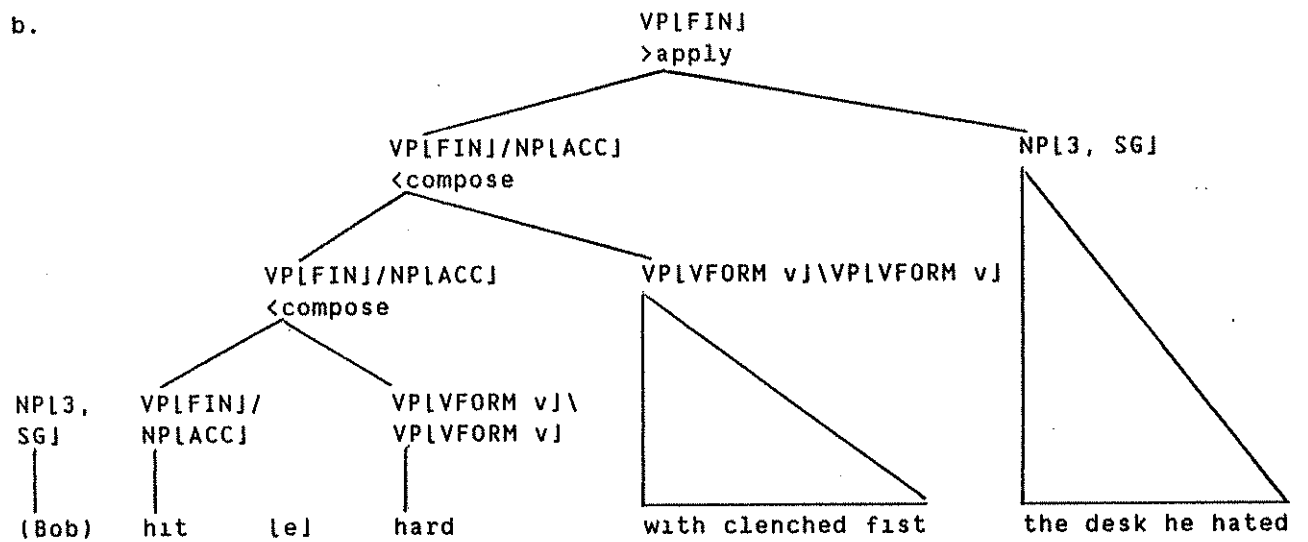 b.
VP[FIN]
>apply
VP[FIN]/NP[ACC]
<compose
NP[3, SG]
VP[FIN]/NP[ACC]
<compose
VP[VFORM v]\VP[VFORM v]
NP[3,
SG]
VP[FIN]/
NP[ACC]
VP[VFORM v]\
VP[VFORM v]
(Bob) hit [e] hard with clenched fist the desk he hated